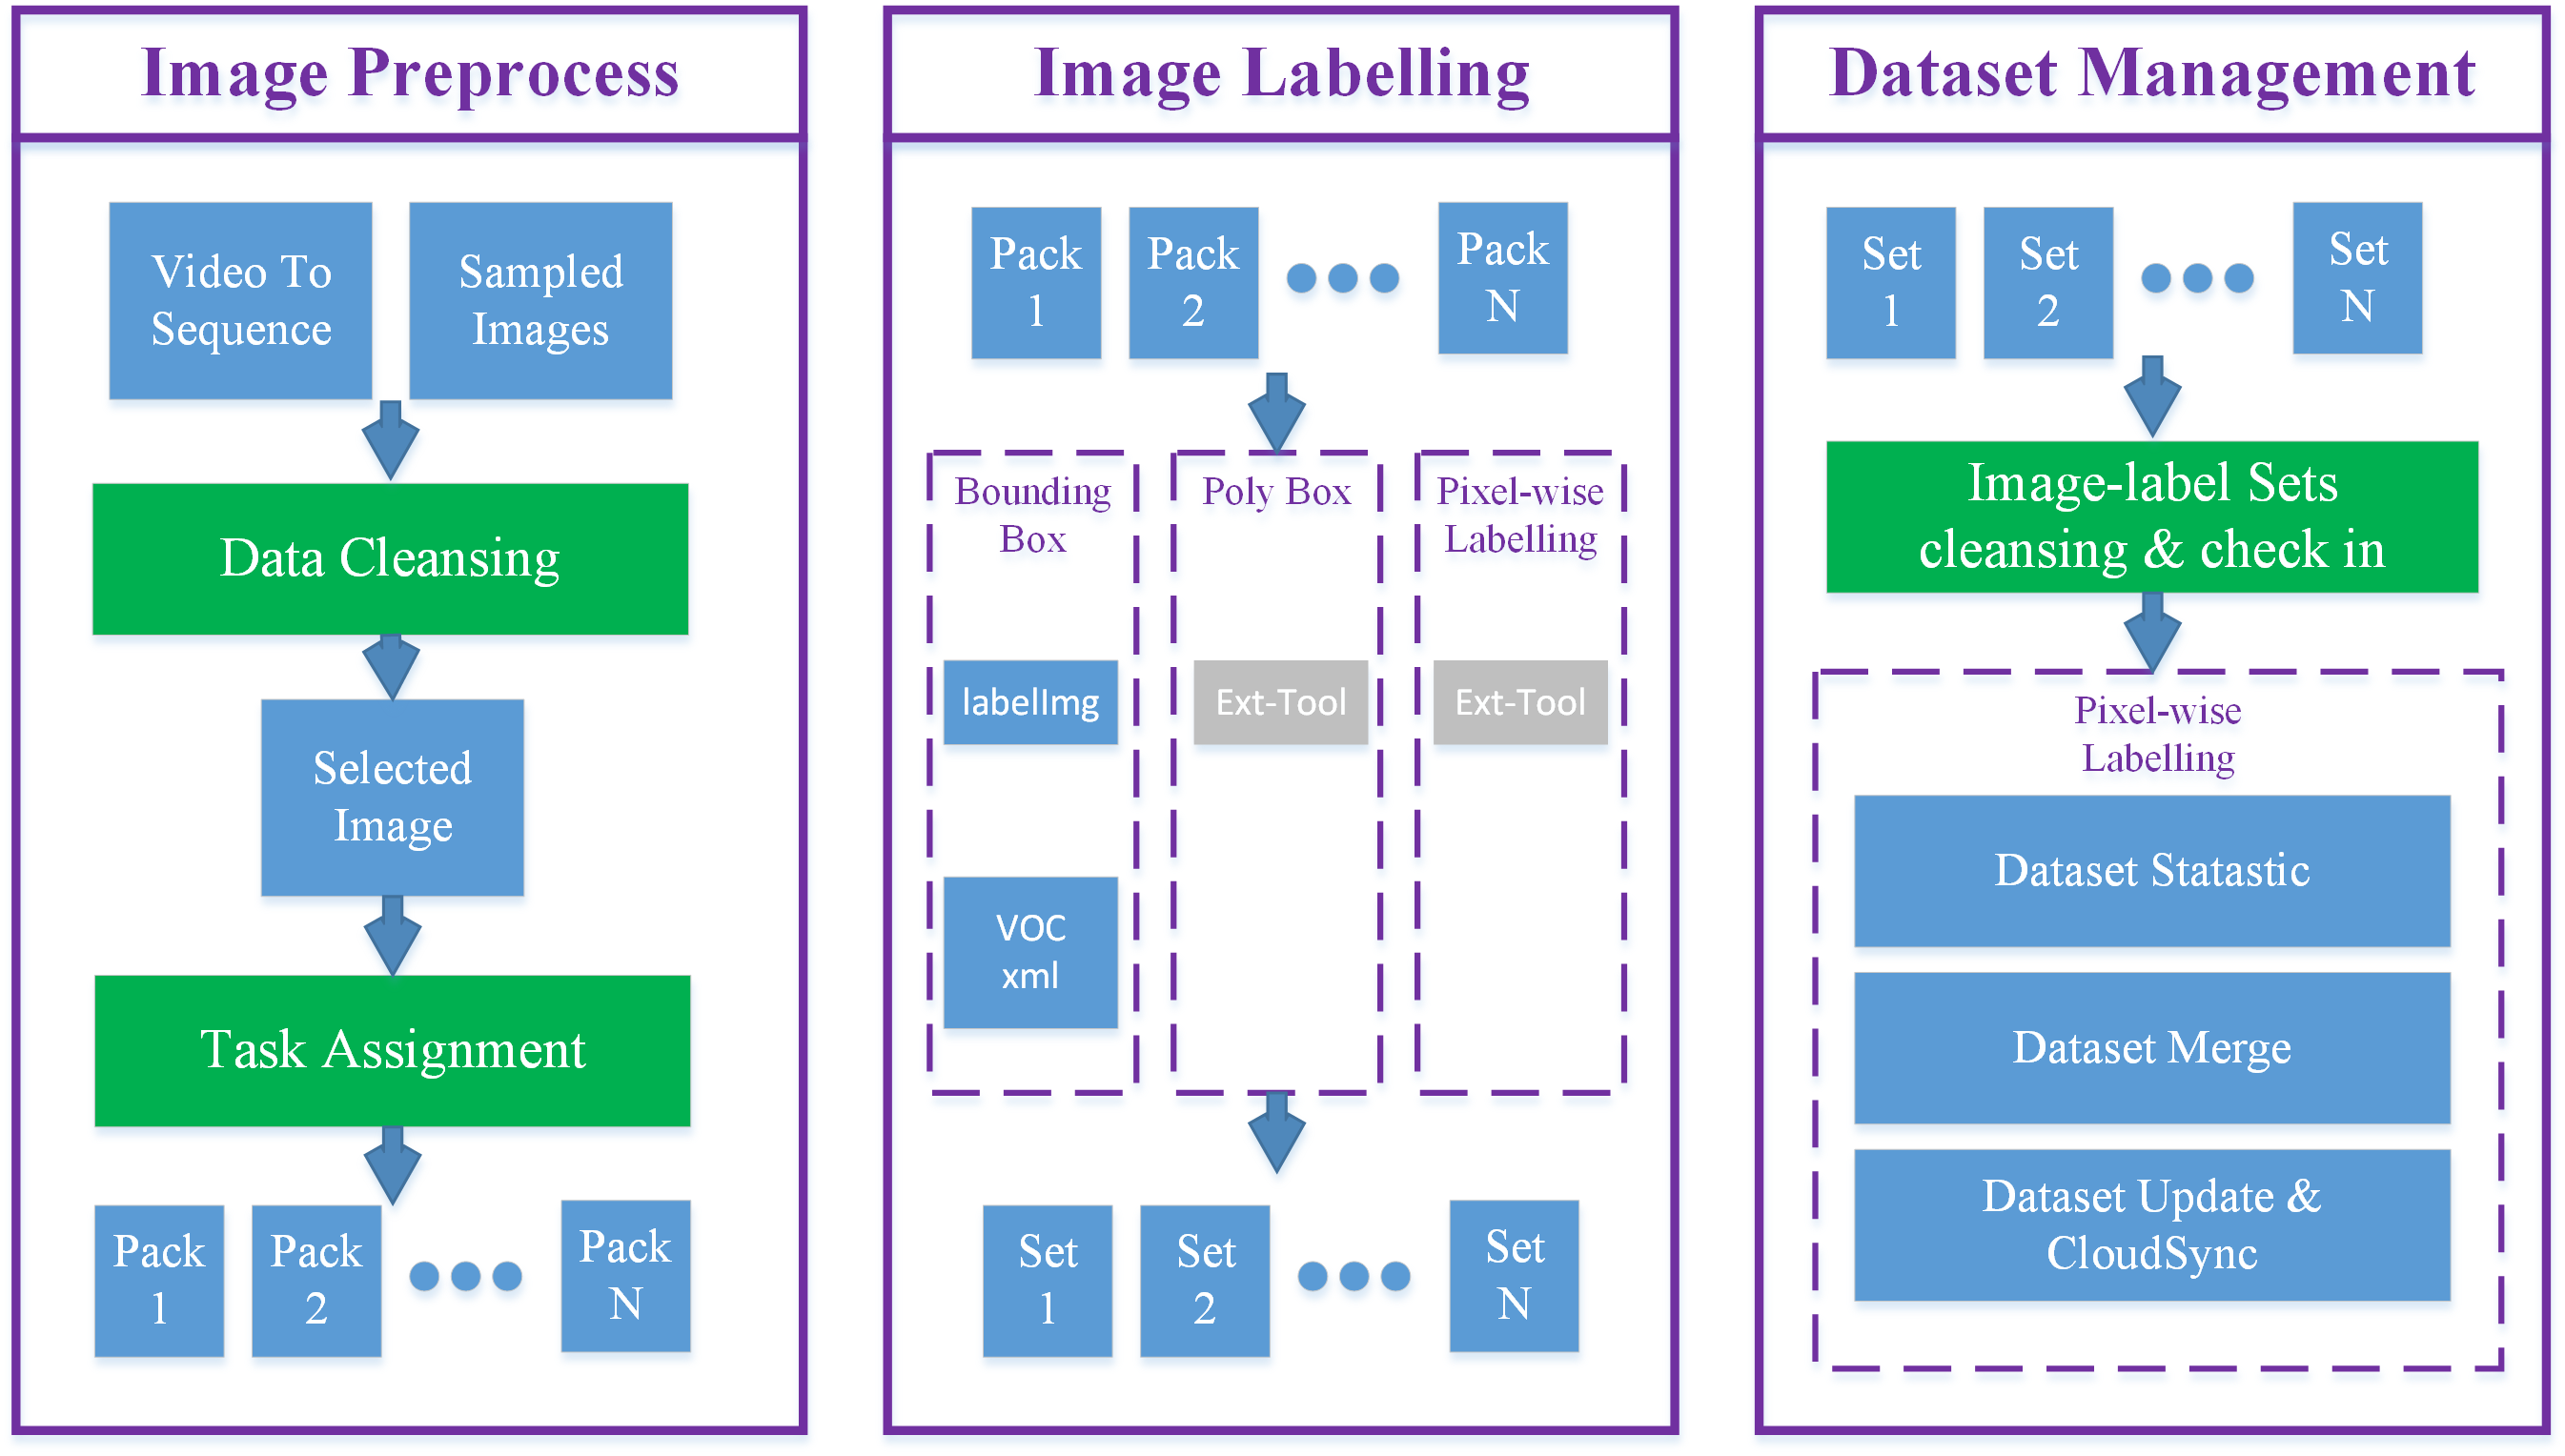 Image Preprocess
Video To
Sequence
Sampled
Images
Data Cleansing
Selected
Image
Task Assignment
Pack
1
Pack
2
Pack
N
Image Labelling
Pack
1
Pack
2
Pack
N
Bounding
Box
labelImg
VOC
xml
Poly Box
Ext-Tool
Pixel-wise
Labelling
Ext-Tool
Set
1
Set
2
Set
N
Dataset Management
Set
1
Set
2
Set
N
Image-label Sets
cleansing & check in
Pixel-wise
Labelling
Dataset Statastic
Dataset Merge
Dataset Update &
CloudSync